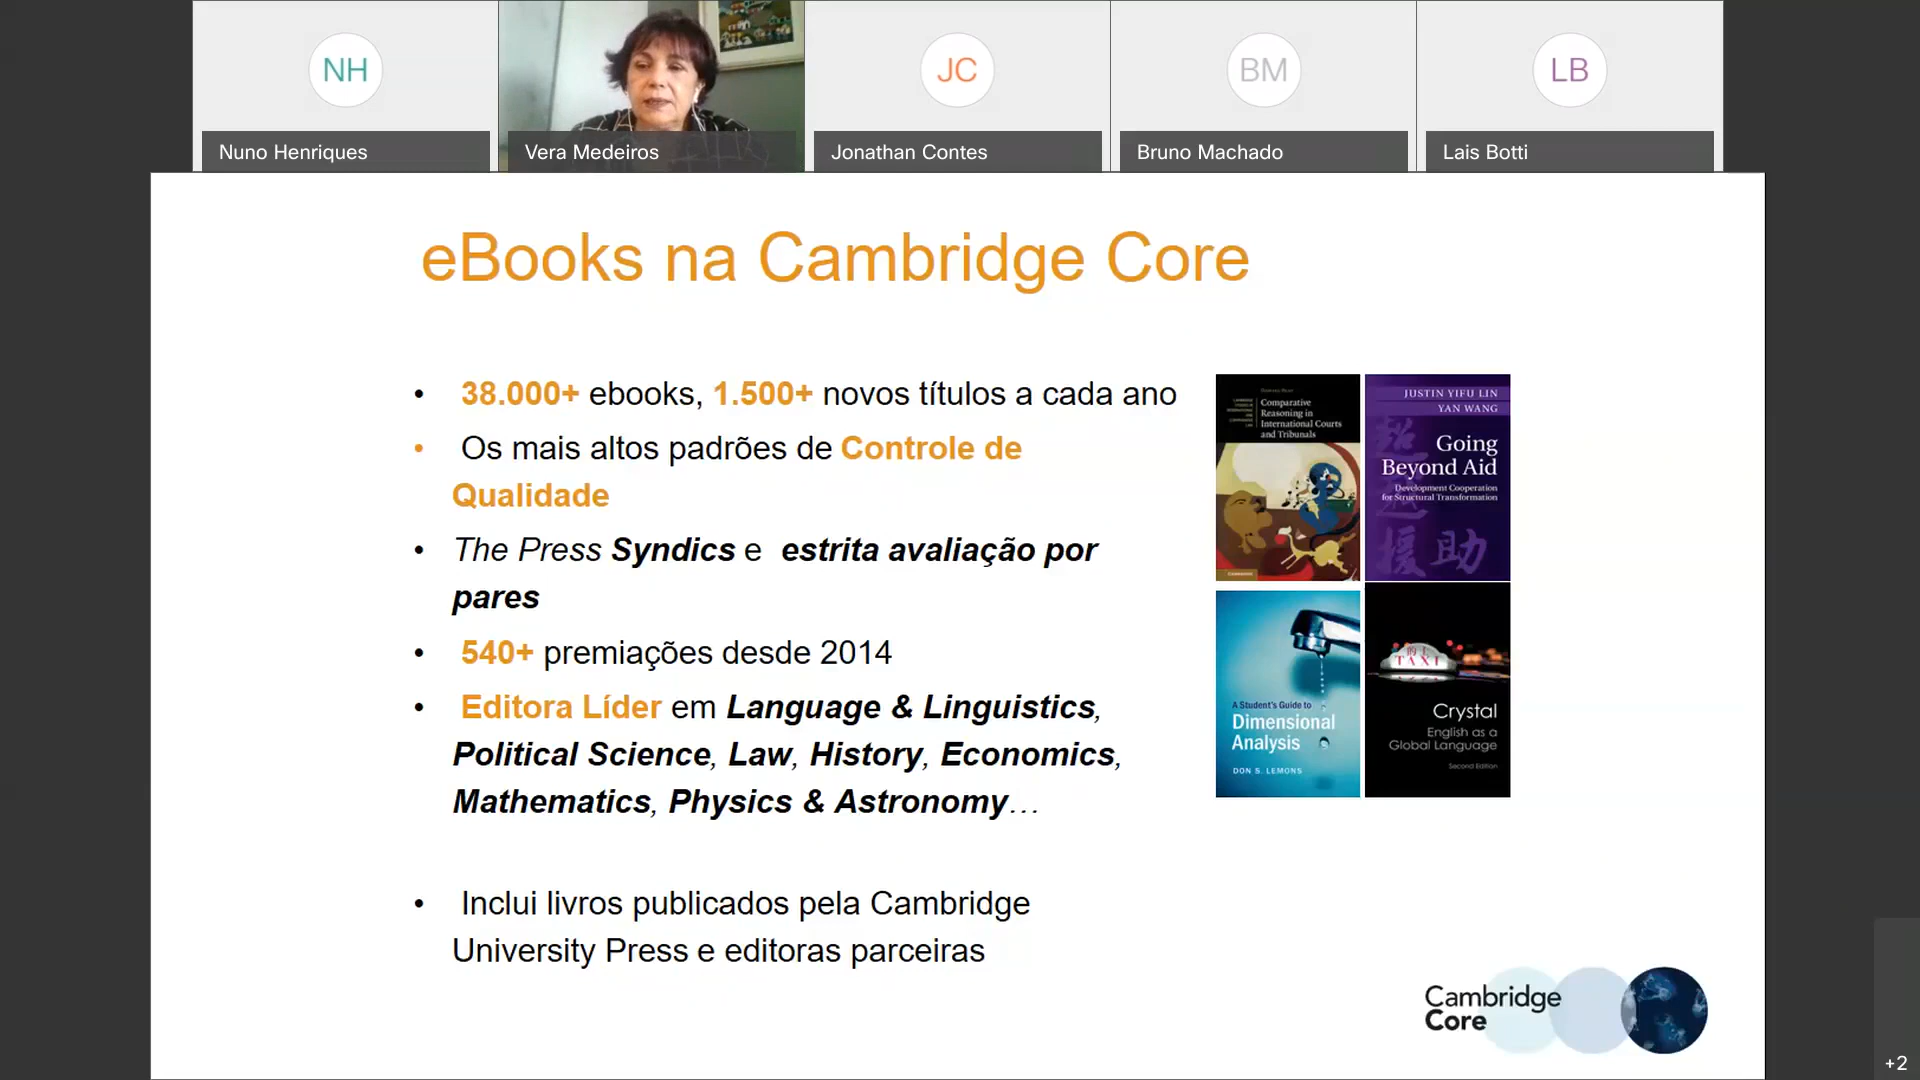 NH
JC
BM
LB
Nuno Henriques
Vera Medeiros
Jonathan Contes
Bruno Machado
Lais Botti
eBooks na Cambridge Core
• 38.000+ ebooks, 1.500+ novos títulos a cada ano
• Os mais altos padrões de Controle de
Qualidade
• The Press Syndics e estrita avaliação por
pares
• 540+ premiações desde 2014
• Editora Líder em Language & Linguistics,
Political Science, Law, History, Economics,
Mathematics, Physics & Astronomy…
• Inclui livros publicados pela Cambridge
University Press e editoras parceiras
Comparative
Reasoning in
International Courts
and Tribunals
JUSTIN YIFU LIN
YAN WANG
Going
Beyond Aid
Development Cooperation
for Structural Transformation
援助
A Student's Guide to
Dimensional
Analysis
DON S. LEMONS
TAXI
Crystal
English as a
Global Language
Second Edition
Cambridge
Core
+2